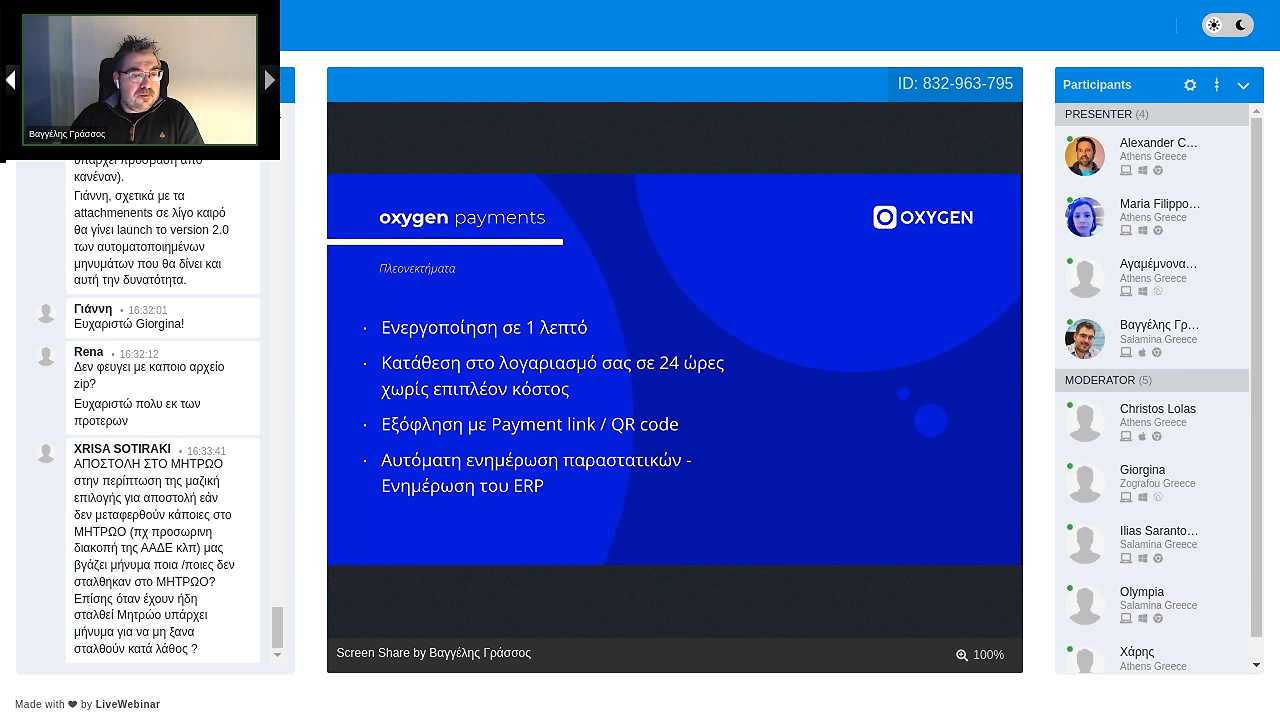 Βαγγέλης Γράσσος
υπάρχει πρόσβαση από
κανέναν).
Γιάννη, σχετικά με τα
attachmenents σε λίγο καιρό
θα γίνει launch το version 2.0
των αυτοματοποιημένων
μηνυμάτων που θα δίνει και
αυτή την δυνατότητα.
Γιάννη • 16:32:01
Ευχαριστώ Giorgina!
Rena • 16:32:12
Δεν φευγει με καποιο αρχείο
zip?
Ευχαριστώ πολυ εκ των
προτερων
XRISA SOTIRAKI • 16:33:41
ΑΠΟΣΤΟΛΗ ΣΤΟ ΜΗΤΡΩΟ
στην περίπτωση της μαζική
επιλογής για αποστολή εάν
δεν μεταφερθούν κάποιες στο
ΜΗΤΡΩΟ (πχ προσωρινη
διακοπή της ΑΑΔΕ κλπ) μας
βγάζει μήνυμα ποια /ποιες δεν
σταλθηκαν στο ΜΗΤΡΩΟ?
Επίσης όταν έχουν ήδη
σταλθεί Μητρώο υπάρχει
μήνυμα για να μη ξανα
σταλθούν κατά λάθος ?
Made with ❤ by LiveWebinar
ID: 832-963-795
oxygen payments
OXYGEN
Πλεονεκτήματα
· Ενεργοποίηση σε 1 λεπτό
· Κατάθεση στο λογαριασμό σας σε 24 ώρες
χωρίς επιπλέον κόστος
· Εξόφληση με Payment link / QR code
· Αυτόματη ενημέρωση παραστατικών -
Ενημέρωση του ERP
Screen Share by Βαγγέλης Γράσσος
100%
Participants
PRESENTER (4)
Alexander C...
Athens Greece
Maria Filippo...
Athens Greece
Αγαμέμνονα...
Athens Greece
Βαγγέλης Γρ...
Salamina Greece
MODERATOR (5)
Christos Lolas
Athens Greece
Giorgina
Zografou Greece
Ilias Saranto...
Salamina Greece
Olympia
Salamina Greece
Χάρης
Athens Greece